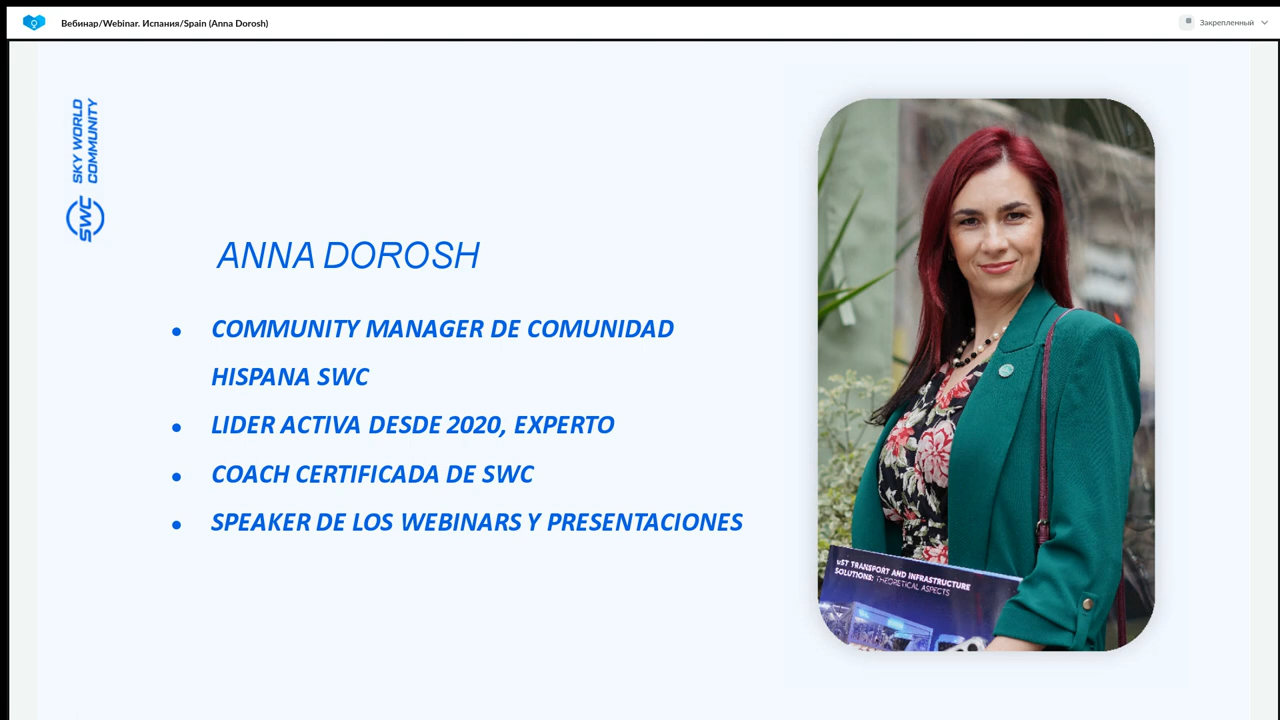 Вебинар/Webinar. Испания/Spain (Anna Dorosh)
Закрепленный
SKY WORLD
COMMUNITY
SWC
ANNA DOROSH
• COMMUNITY MANAGER DE COMUNIDAD
HISPANA SWC
• LIDER ACTIVA DESDE 2020, EXPERTO
• COACH CERTIFICADA DE SWC
• SPEAKER DE LOS WEBINARS Y PRESENTACIONES
uST TRANSPORT AND INFRASTRUCTURE
SOLUTIONS: THEORETICAL ASPECTS